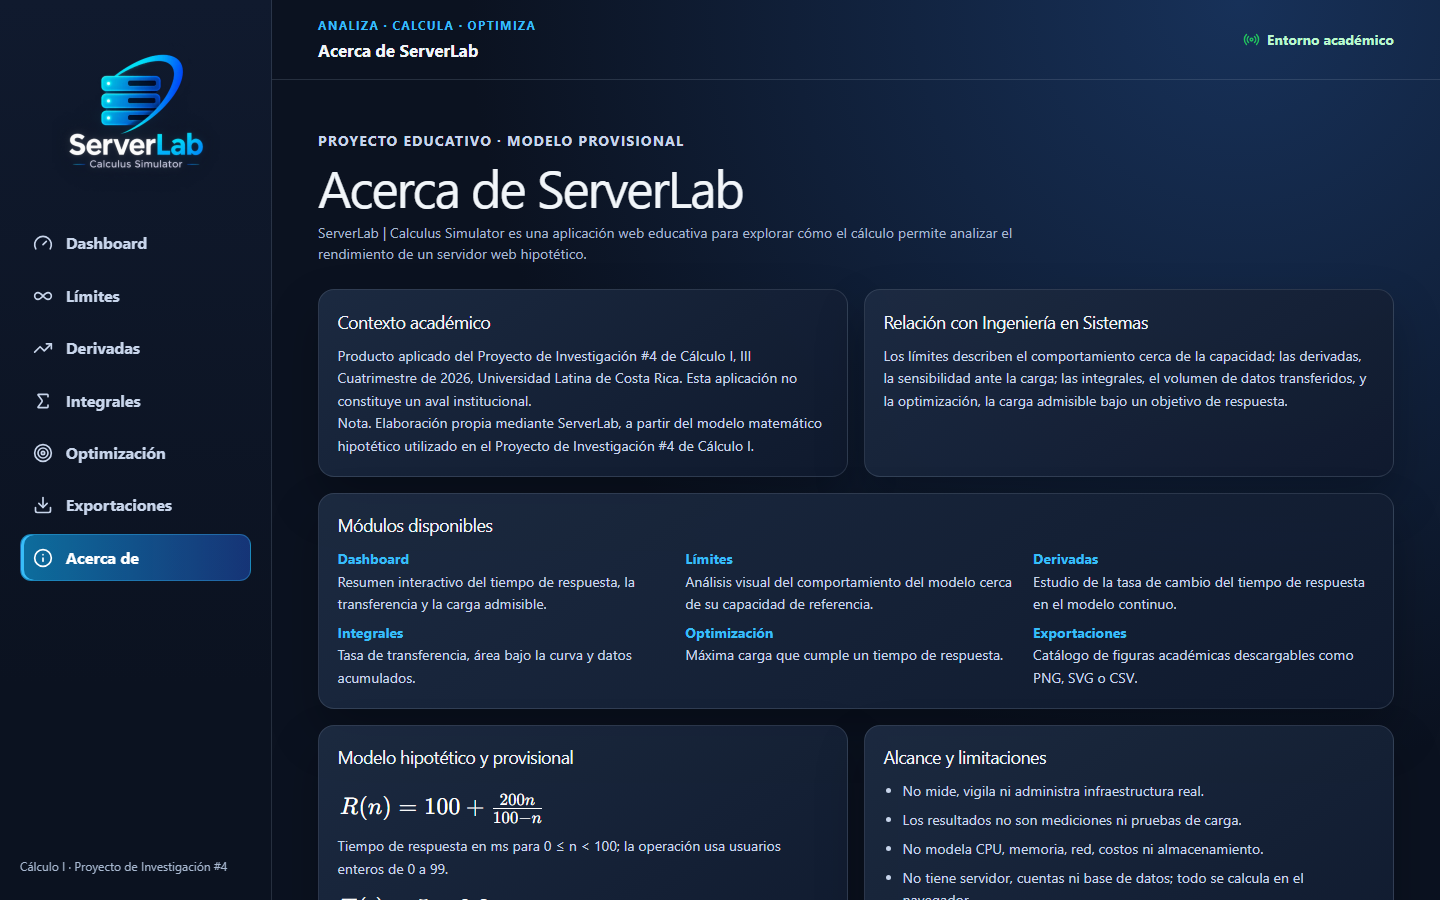 ServerLab
Calculus Simulator
Dashboard
Límites
Derivadas
Integrales
Optimización
Exportaciones
Acerca de
Cálculo I · Proyecto de Investigación #4
ANALIZA · CALCULA · OPTIMIZA
Acerca de ServerLab
Entorno académico
PROYECTO EDUCATIVO · MODELO PROVISIONAL
Acerca de ServerLab
ServerLab | Calculus Simulator es una aplicación web educativa para explorar cómo el cálculo permite analizar el
rendimiento de un servidor web hipotético.
Contexto académico
Producto aplicado del Proyecto de Investigación #4 de Cálculo I, III
Cuatrimestre de 2026, Universidad Latina de Costa Rica. Esta aplicación no
constituye un aval institucional.
Nota. Elaboración propia mediante ServerLab, a partir del modelo matemático
hipotético utilizado en el Proyecto de Investigación #4 de Cálculo I.
Relación con Ingeniería en Sistemas
Los límites describen el comportamiento cerca de la capacidad; las derivadas,
la sensibilidad ante la carga; las integrales, el volumen de datos transferidos, y
la optimización, la carga admisible bajo un objetivo de respuesta.
Módulos disponibles
Dashboard
Resumen interactivo del tiempo de respuesta, la
transferencia y la carga admisible.
Límites
Análisis visual del comportamiento del modelo cerca
de su capacidad de referencia.
Derivadas
Estudio de la tasa de cambio del tiempo de respuesta
en el modelo continuo.
Integrales
Tasa de transferencia, área bajo la curva y datos
acumulados.
Optimización
Máxima carga que cumple un tiempo de respuesta.
Exportaciones
Catálogo de figuras académicas descargables como
PNG, SVG o CSV.
Modelo hipotético y provisional
R(n) = 100 + 200n/(100−n)
Tiempo de respuesta en ms para 0 ≤ n < 100; la operación usa usuarios
enteros de 0 a 99.
Alcance y limitaciones
• No mide, vigila ni administra infraestructura real.
• Los resultados no son mediciones ni pruebas de carga.
• No modela CPU, memoria, red, costos ni almacenamiento.
• No tiene servidor, cuentas ni base de datos; todo se calcula en el